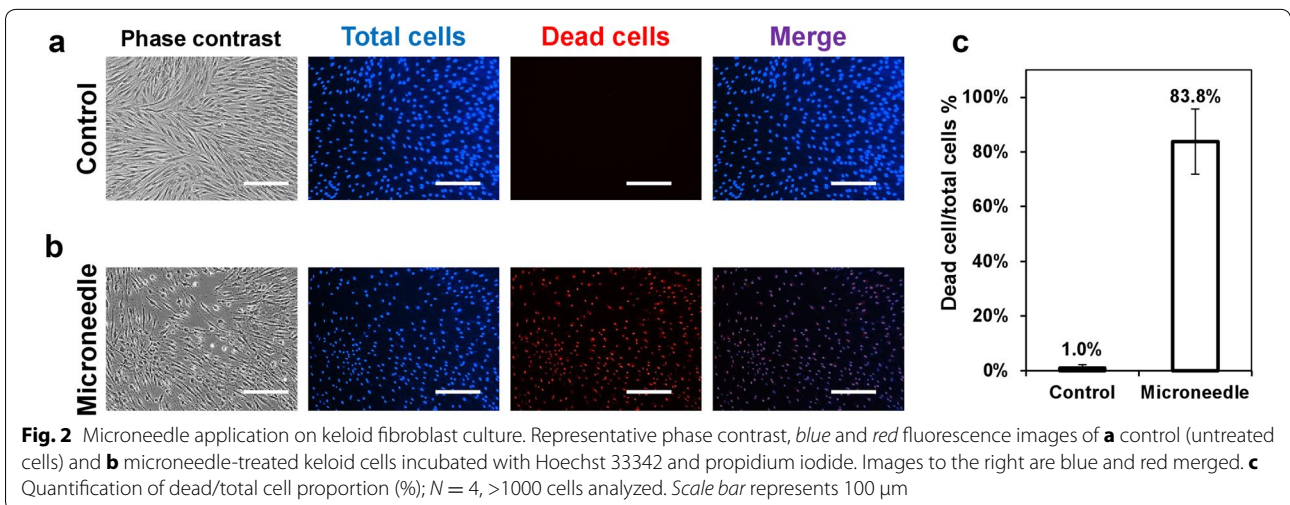 a
Phase contrast
Total cells
Dead cells
Merge
Control
b
Microneedle
c
Dead cell/total cells %
100%
80%
60%
40%
20%
0%
83.8%
1.0%
Control
Microneedle
Fig. 2 Microneedle application on keloid fibroblast culture. Representative phase contrast, blue and red fluorescence images of a control (untreated
cells) and b microneedle-treated keloid cells incubated with Hoechst 33342 and propidium iodide. Images to the right are blue and red merged. c
Quantification of dead/total cell proportion (%); N = 4, >1000 cells analyzed. Scale bar represents 100 μm